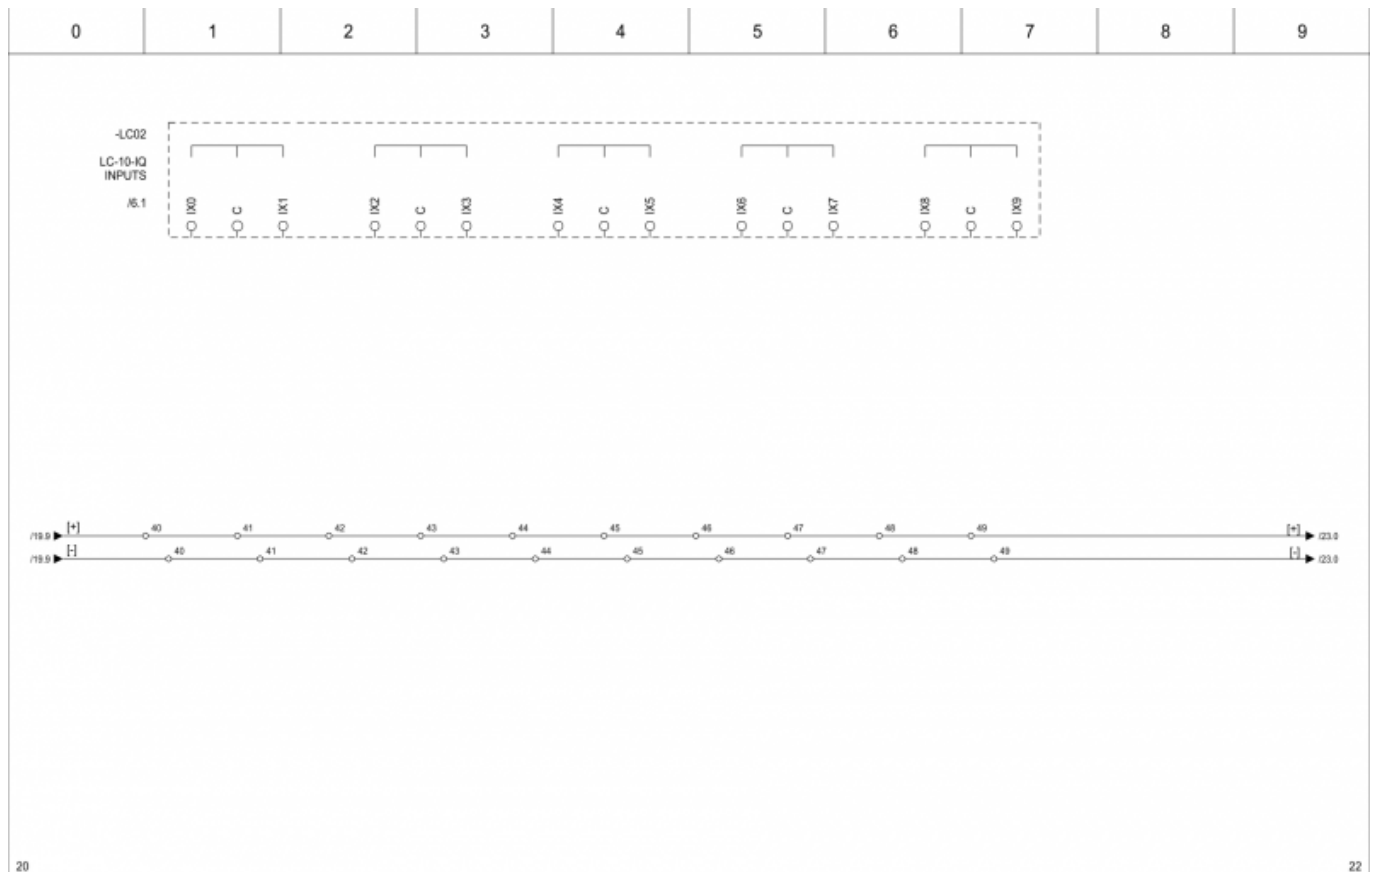 0 1 2 3 4 5 6 7 8 9
-LC02
LC-10-IQ
INPUTS
/6.1
IX0 C IX1 IX2 C IX3 IX4 C IX5 IX6 C IX7 IX8 C IX9
/19.9 [+] 40 41 42 43 44 45 46 47 48 49 [+] /23.0
/19.9 [-] 40 41 42 43 44 45 46 47 48 49 [-] /23.0
20 22